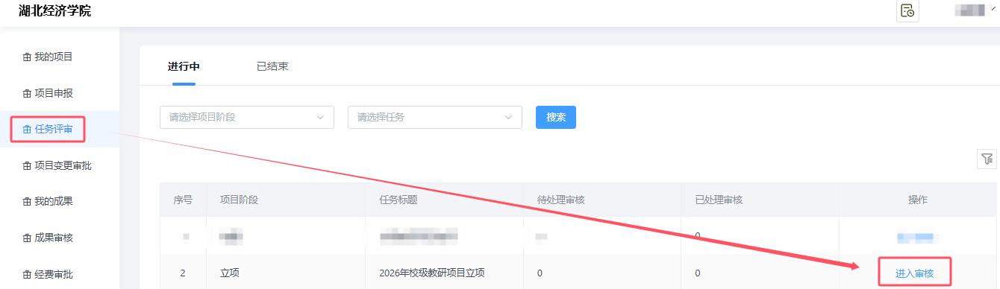 湖北经济学院
我的项目
项目申报
任务评审
项目变更审批
我的成果
成果审核
经费审批
进行中 已结束
请选择项目阶段 请选择任务 搜索
序号 项目阶段 任务标题 待处理审核 已处理审核 操作
0
2 立项 2026年校级教研项目立项 0 0 进入审核